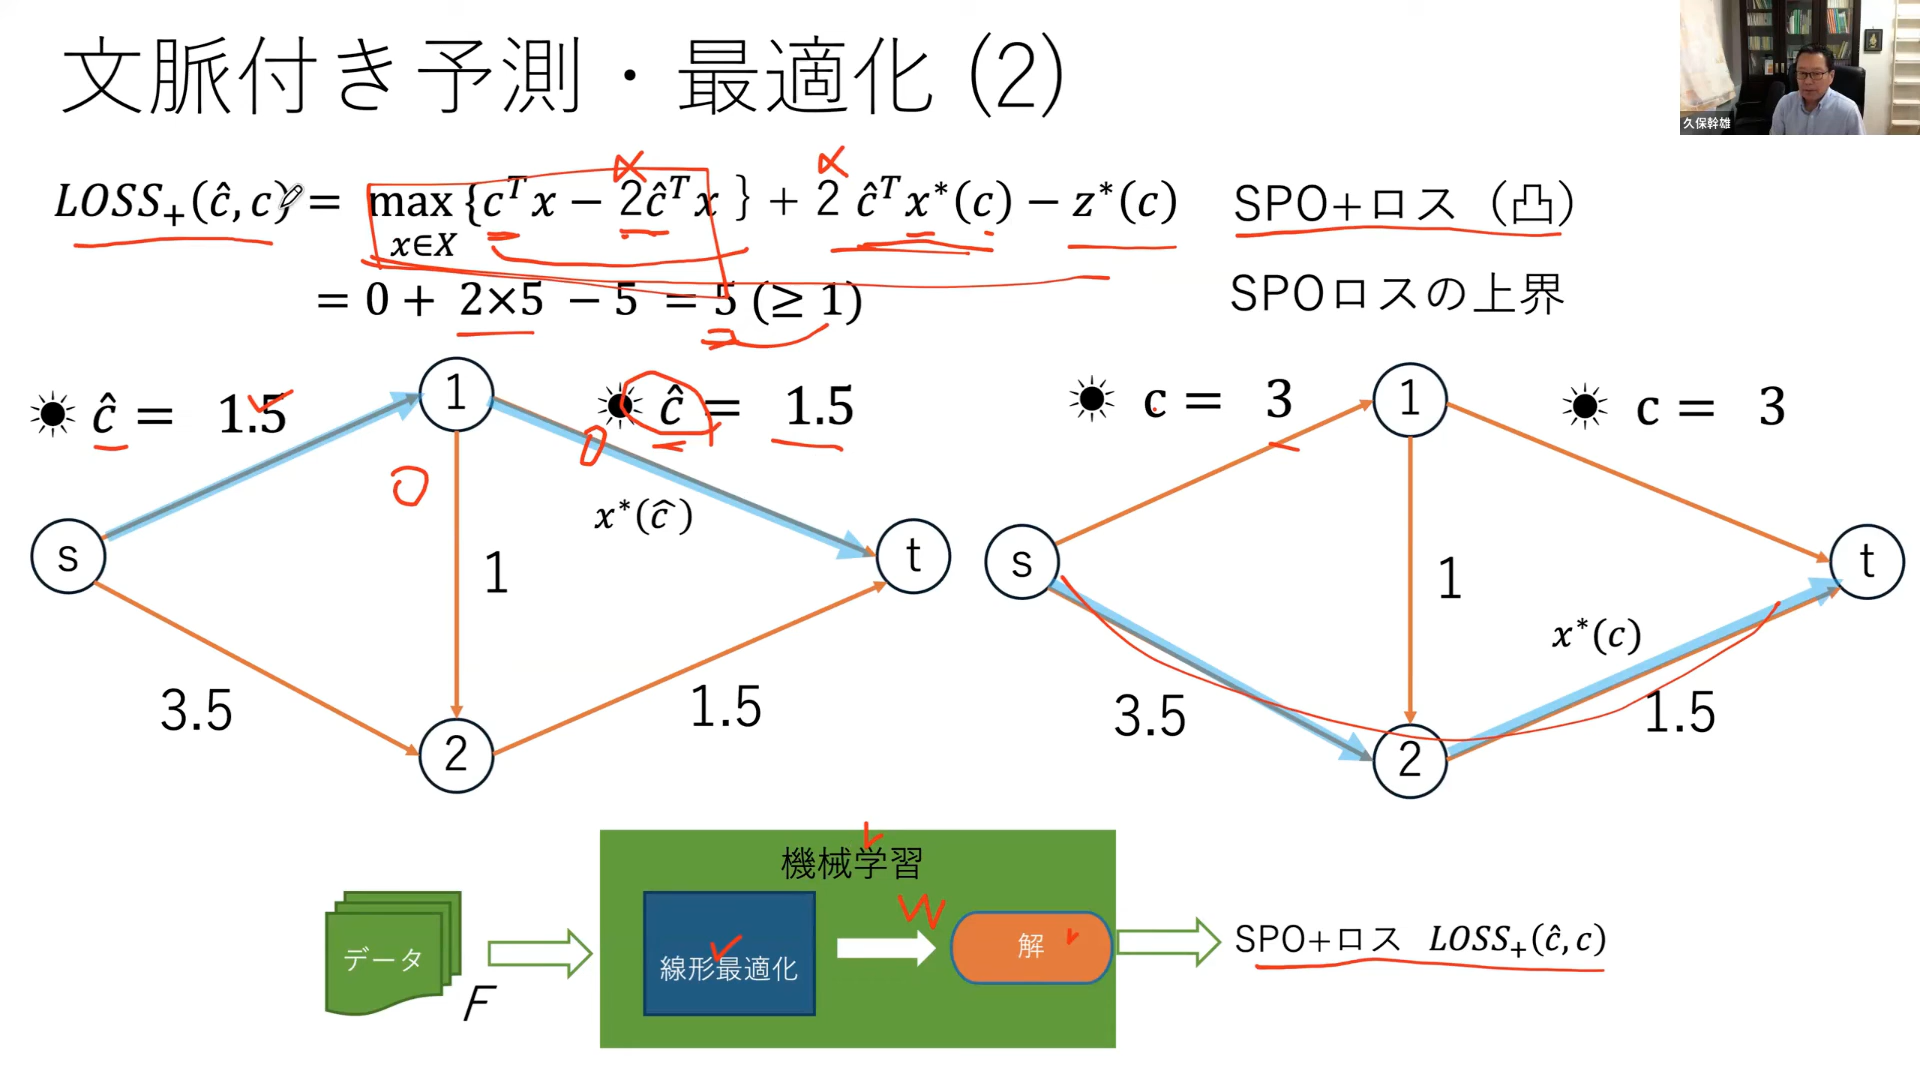 文脈付き予測・最適化 (2)
久保幹雄
α α
LOSS₊(ĉ, c) = max {cᵀx − 2ĉᵀx } + 2 ĉᵀx*(c) − z*(c) SPO+ロス（凸）
x∈X
= 0 + 2×5 − 5 = 5 (≥ 1) SPOロスの上界
ĉ = 1.5
1
ĉ = 1.5
c = 3
1
c = 3
0
0
x*(ĉ)
s
1
t
s
1
t
x*(c)
3.5
1.5
3.5
1.5
2
2
機械学習
W
データ
F
線形最適化
解
SPO+ロス LOSS₊(ĉ, c)